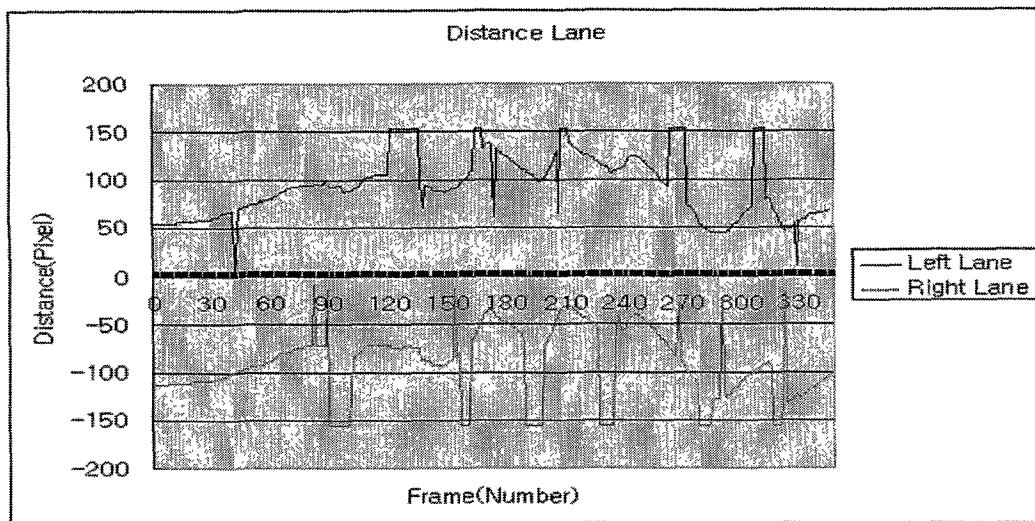 Distance Lane
200
150
100
50
0
-50
-100
-150
-200
Distance(Pixel)
0 30 60 90 120 150 180 210 240 270 300 330
Frame(Number)
Left Lane
Right Lane